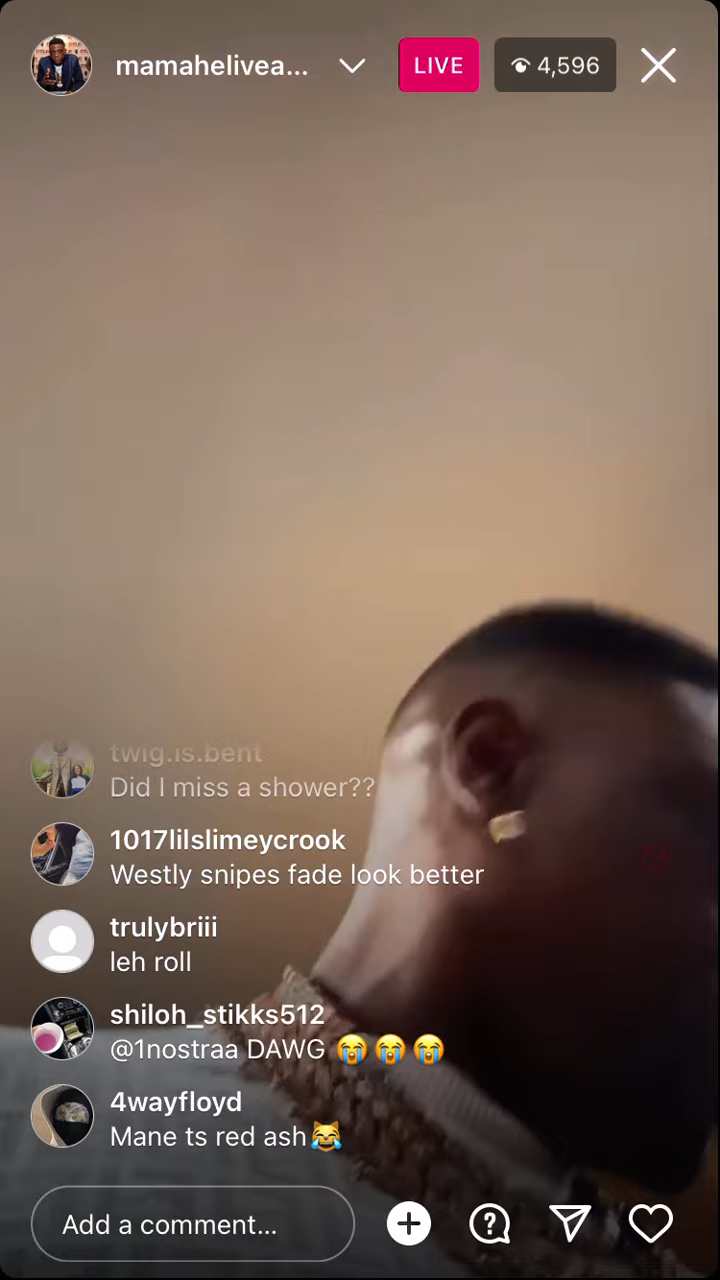 mamahelivea...
LIVE
4,596
twig.is.bent
Did I miss a shower??
1017lilslimeycrook
Westly snipes fade look better
trulybriii
leh roll
shiloh_stikks512
@1nostraa DAWG 😭😭😭
4wayfloyd
Mane ts red ash😹
Add a comment...